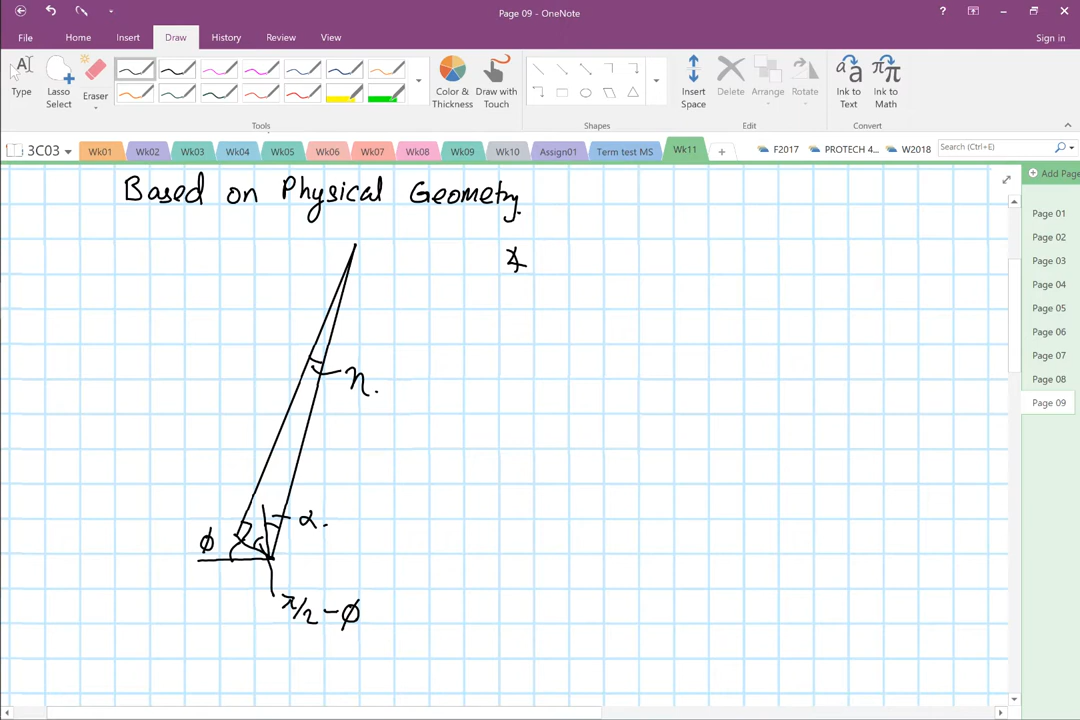 Page 09 - OneNote
?
File Home Insert Draw History Review View Sign in
Type
Lasso Select
Eraser
Color & Thickness
Draw with Touch
Insert Space
Delete
Arrange
Rotate
Ink to Text
Ink to Math
Tools Shapes Edit Convert
3C03 Wk01 Wk02 Wk03 Wk04 Wk05 Wk06 Wk07 Wk08 Wk09 Wk10 Assign01 Term test MS Wk11 F2017 PROTECH 4... W2018 Search (Ctrl+E)
Add Page
Based on Physical Geometry.
∡
η.
α.
ϕ
π/2 - ϕ
Page 01
Page 02
Page 03
Page 04
Page 05
Page 06
Page 07
Page 08
Page 09